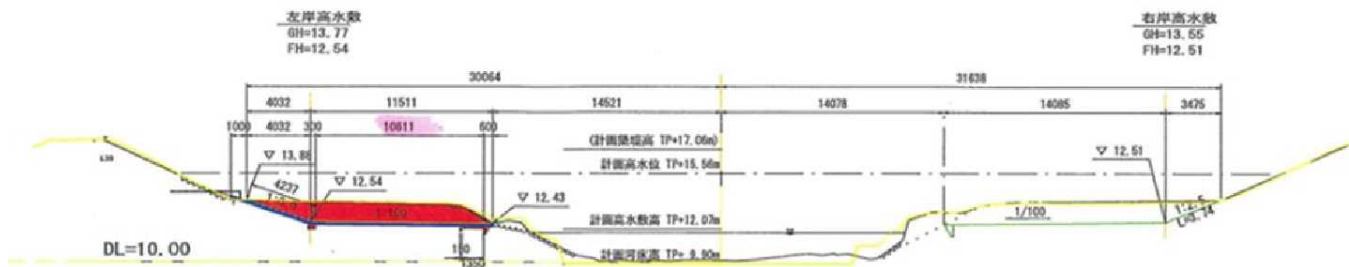 左岸高水敷
GH=13.77
FH=12.54
右岸高水敷
GH=13.55
FH=12.51
30064
31638
4032
11511
14521
14078
14085
3475
1000
4032
300
10611
600
(計画築堤高 TP+17.06m)
計画高水位 TP+15.56m
▽ 13.86
▽ 12.54
▽ 12.43
▽ 12.51
4237
1/100
計画高水敷高 TP+12.07m
1/100
DL=10.00
計画河床高 TP+ 9.90m